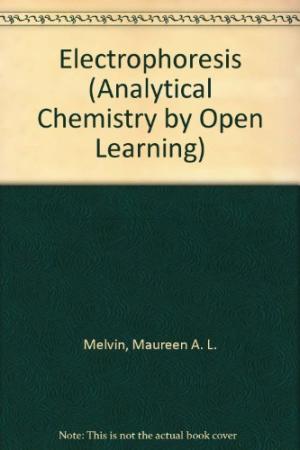 Electrophoresis
(Analytical
Chemistry by Open
Learning)
Melvin, Maureen A. L.
Note: This is not the actual book cover